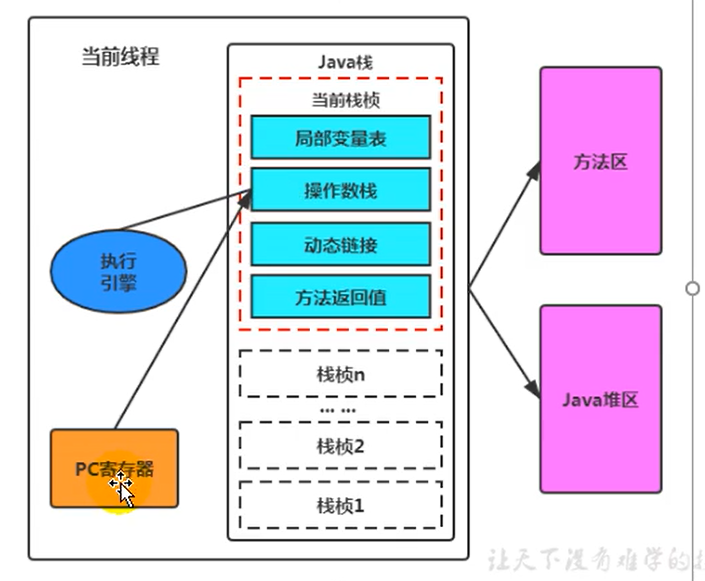 当前线程
Java栈
当前栈桢
局部变量表
操作数栈
动态链接
方法返回值
执行
引擎
栈桢n
... ...
栈桢2
栈桢1
PC寄存器
方法区
Java堆区
让天下没有难学的